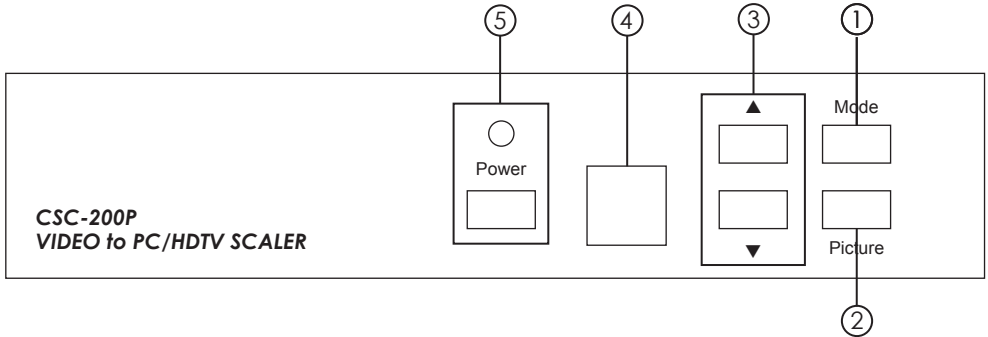 ⑤ ④ ③ ①
▲ Mode
Power
CSC-200P
VIDEO to PC/HDTV SCALER
▼ Picture
②